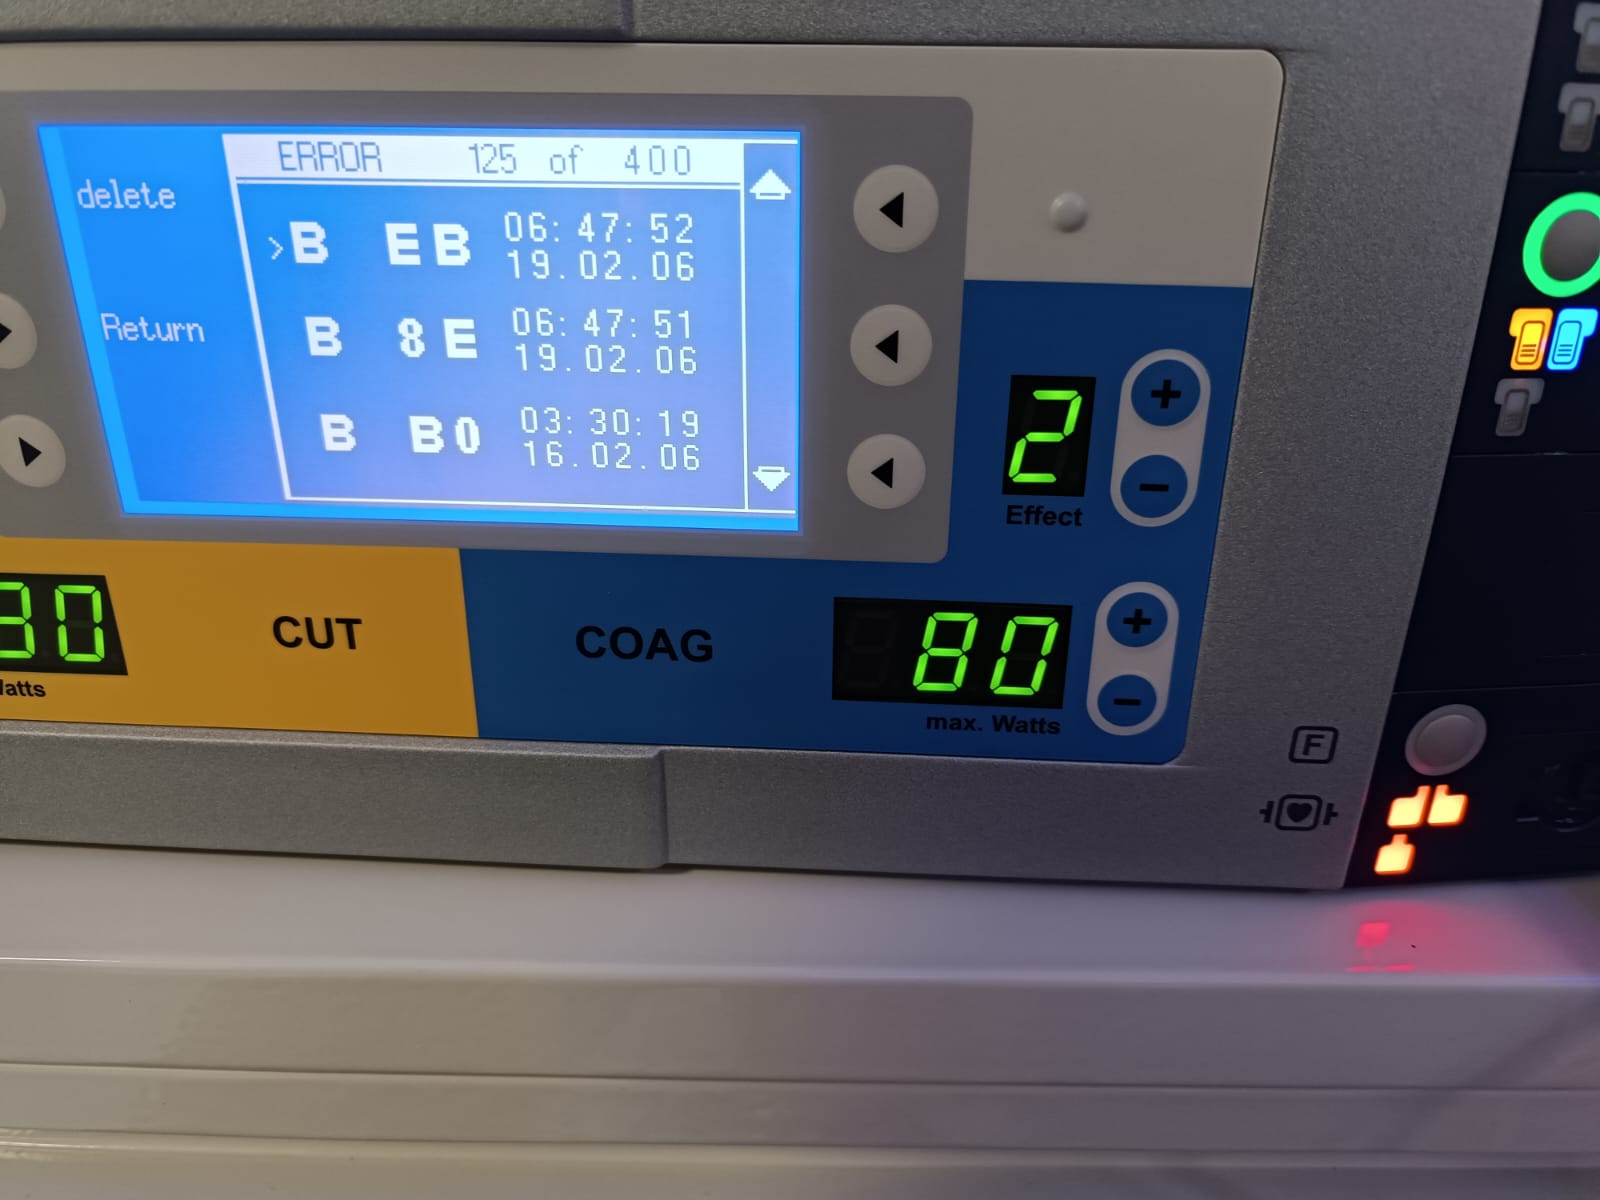 ERROR 125 of 400
delete
>B EB 06:47:52
19.02.06
Return
B 8E 06:47:51
19.02.06
B B0 03:30:19
16.02.06
2
+
-
Effect
30
CUT
COAG
80
+
-
max. Watts
F